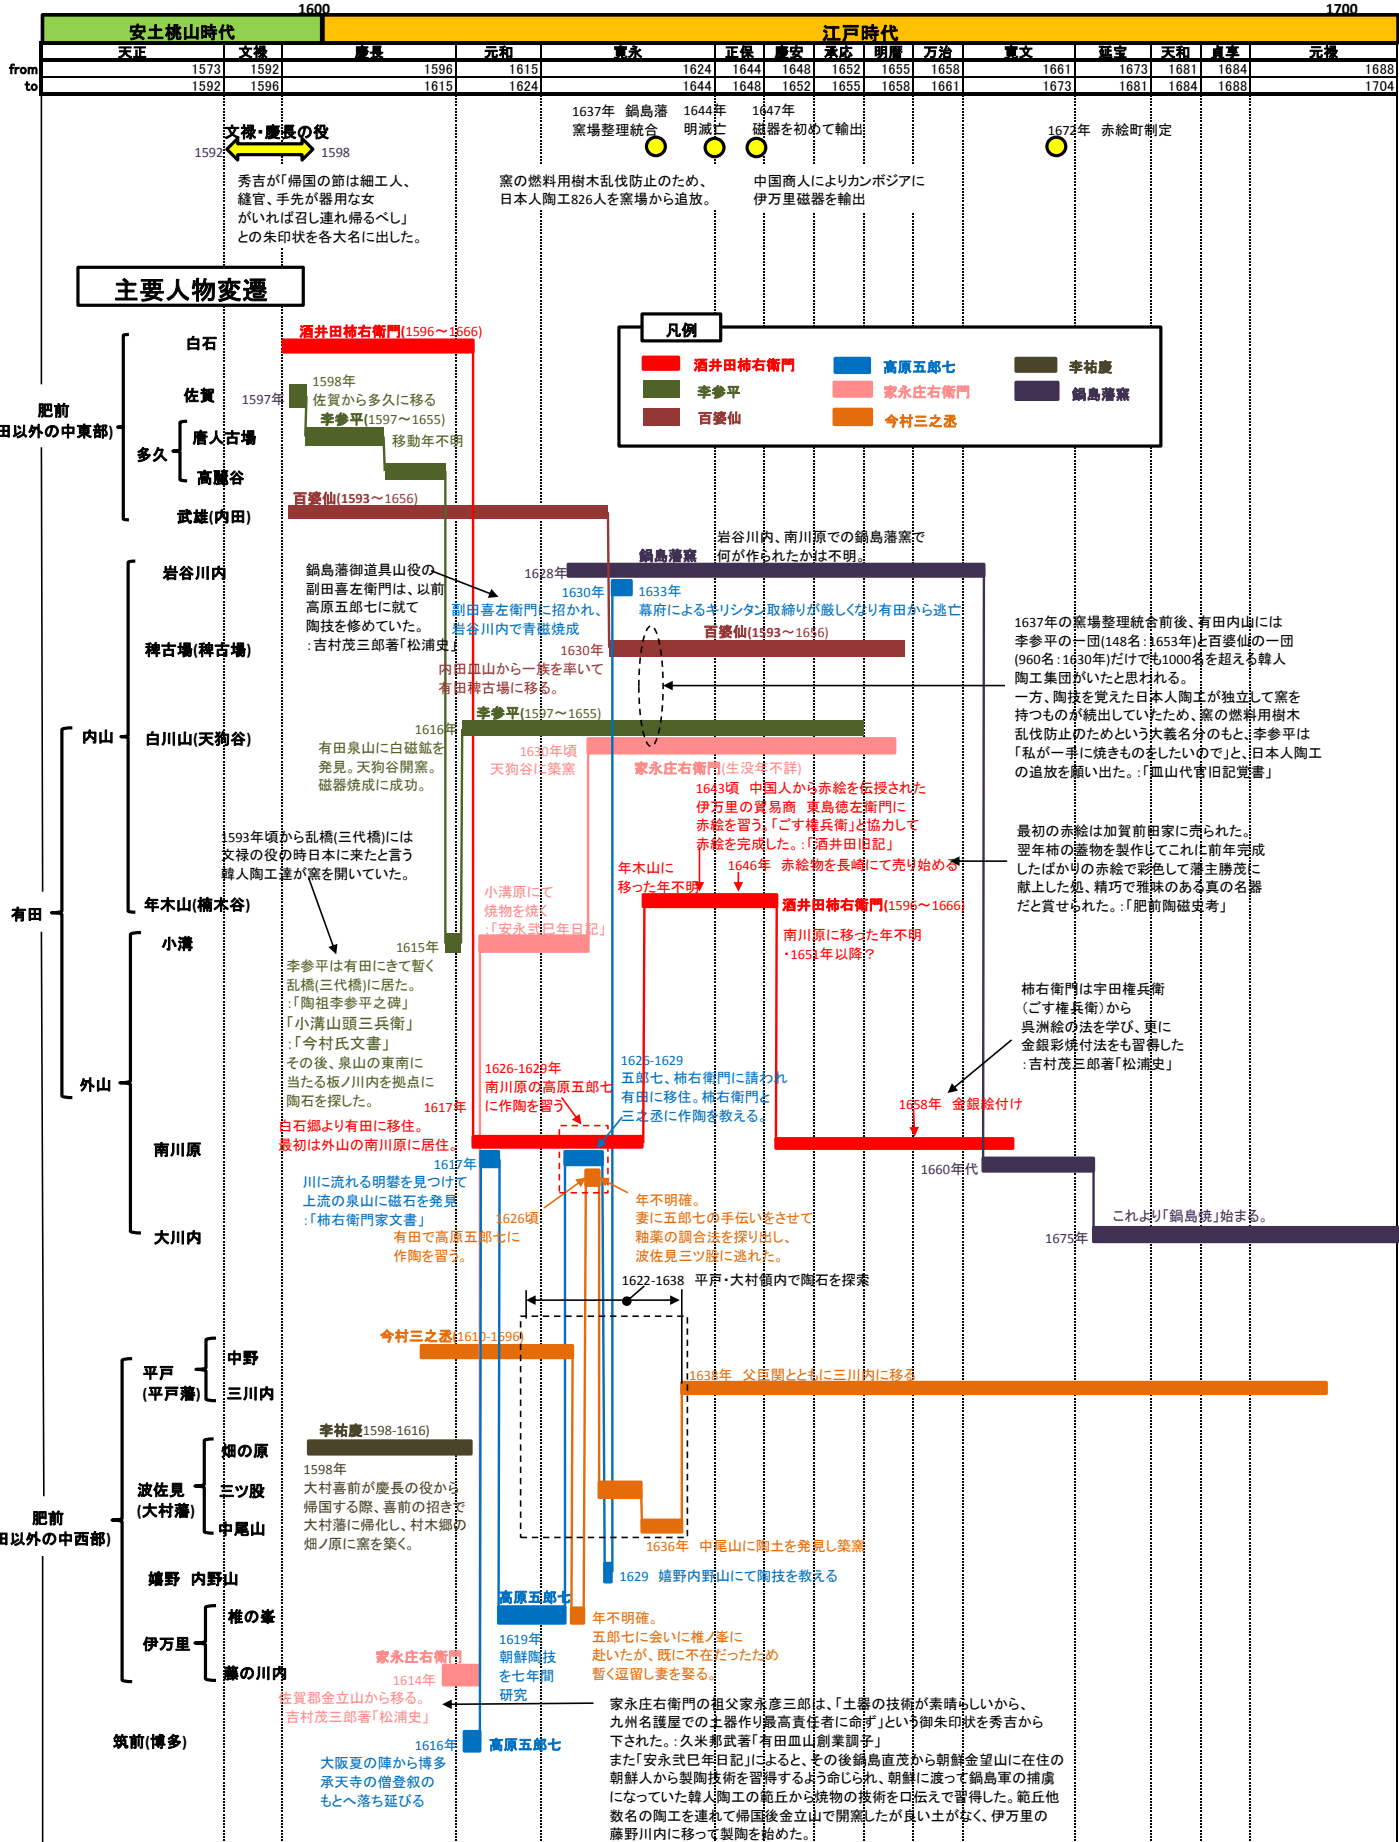 1600
1700
安土桃山時代
江戸時代
天正
文禄
慶長
元和
寛永
正保
慶安
承応
明暦
万治
寛文
延宝
天和
貞享
元禄
from 1573 1592 1596 1615 1624 1644 1648 1652 1655 1658 1661 1673 1681 1684 1688
to 1592 1596 1615 1624 1644 1648 1652 1655 1658 1661 1673 1681 1684 1688 1704
文禄・慶長の役
1592
1598
秀吉が「帰国の節は細工人、
縫官、手先が器用な女
がいれば召し連れ帰るべし」
との朱印状を各大名に出した。
1637年 鍋島藩
窯場整理統合
窯の燃料用樹木乱伐防止のため、
日本人陶工826人を窯場から追放。
1644年
明滅亡
1647年
磁器を初めて輸出
中国商人によりカンボジアに
伊万里磁器を輸出
1672年 赤絵町制定
主要人物変遷
凡例
酒井田柿右衛門
高原五郎七
李祐慶
李参平
家永庄右衛門
鍋島藩窯
百婆仙
今村三之丞
肥前
田以外の中東部)
白石
酒井田柿右衛門(1596～1666)
佐賀
1597年
1598年
佐賀から多久に移る
多久
唐人古場
李参平(1597～1655)
移動年不明
高麗谷
武雄(内田)
百婆仙(1593～1656)
有田
内山
岩谷川内
鍋島藩御道具山役の
副田喜左衛門は、以前
高原五郎七に就て
陶技を修めていた。
：吉村茂三郎著「松浦史」
1628年
鍋島藩窯
岩谷川内、南川原での鍋島藩窯で
何が作られたかは不明。
1630年
副田喜左衛門に招かれ、
岩谷川内で青磁焼成
1633年
幕府によるキリシタン取締りが厳しくなり有田から逃亡
稗古場(稗古場)
1630年
内田皿山から一族を率いて
有田稗古場に移る。
百婆仙(1593～1656)
1637年の窯場整理統合前後、有田内山には
李参平の一団(148名：1653年)と百婆仙の一団
(960名：1630年)だけでも1000名を超える韓人
陶工集団がいたと思われる。
一方、陶技を覚えた日本人陶工が独立して窯を
持つものが続出していたため、窯の燃料用樹木
乱伐防止のためという大義名分のもと、李参平は
「私が一手に焼きものをしたいので」と、日本人陶工
の追放を願い出た。：「皿山代官旧記覚書」
白川山(天狗谷)
1616年
李参平(1597～1655)
有田泉山に白磁鉱を
発見。天狗谷開窯。
磁器焼成に成功。
1630年頃
天狗谷に築窯
家永庄右衛門(生没年不詳)
1643頃 中国人から赤絵を伝授された
伊万里の貿易商 東島徳左衛門に
赤絵を習う。「ごす権兵衛」と協力して
赤絵を完成した。：「酒井田旧記」
1593年頃から乱橋(三代橋)には
文禄の役の時日本に来たと言う
韓人陶工達が窯を開いていた。
年木山に
移った年不明
1646年 赤絵物を長崎にて売り始める
最初の赤絵は加賀前田家に売られた。
翌年柿の蓋物を製作してこれに前年完成
したばかりの赤絵で彩色して藩主勝茂に
献上した処、精巧で雅味のある真の名器
だと賞せられた。：「肥前陶磁史考」
年木山(楠木谷)
酒井田柿右衛門(1596～1666)
小溝原にて
焼物を焼く
：「安永弐巳年日記」
外山
小溝
1615年
南川原に移った年不明
・1651年以降？
李参平は有田にきて暫く
乱橋(三代橋)に居た。
：「陶祖李参平之碑」
「小溝山頭三兵衛」
：「今村氏文書」
その後、泉山の東南に
当たる板ノ川内を拠点に
陶石を探した。
柿右衛門は宇田権兵衛
（ごす権兵衛）から
呉洲絵の法を学び、更に
金銀彩焼付法をも習得した
：吉村茂三郎著「松浦史」
1626-1629年
南川原の高原五郎七
に作陶を習う
1626-1629
五郎七、柿右衛門に請われ
有田に移住。柿右衛門と
三之丞に作陶を教える。
1617年
白石郷より有田に移住。
最初は外山の南川原に居住。
1658年 金銀絵付け
南川原
1617年
川に流れる明礬を見つけて
上流の泉山に磁石を発見
：「柿右衛門家文書」
1660年代
1626頃
有田で高原五郎七に
作陶を習う。
年不明確。
妻に五郎七の手伝いをさせて
釉薬の調合法を探り出し、
波佐見三ツ股に逃れた。
大川内
これより「鍋島焼」始まる。
1675年
1622-1638 平戸・大村領内で陶石を探索
肥前
田以外の中西部)
平戸
(平戸藩)
中野
今村三之丞(1610-1696)
三川内
1638年 父巨関とともに三川内に移る
波佐見
(大村藩)
畑の原
李祐慶1598-1616)
1598年
大村喜前が慶長の役から
帰国する際、喜前の招きで
大村藩に帰化し、村木郷の
畑ノ原に窯を築く。
三ツ股
中尾山
1636年 中尾山に陶土を発見し築窯
嬉野 内野山
1629 嬉野内野山にて陶技を教える
伊万里
椎の峯
高原五郎七
1619年
朝鮮陶技
を七年間
研究
年不明確。
五郎七に会いに椎ノ峯に
赴いたが、既に不在だったため
暫く逗留し妻を娶る。
藤の川内
家永庄右衛門
1614年
佐賀郡金立山から移る。
吉村茂三郎著「松浦史」
筑前(博多)
1616年
高原五郎七
大阪夏の陣から博多
承天寺の僧登叙の
もとへ落ち延びる
家永庄右衛門の祖父家永彦三郎は、「土器の技術が素晴らしいから、
九州名護屋での土器作り最高責任者に命ず」という御朱印状を秀吉から
下された。：久米邦武著「有田皿山創業調子」
また「安永弐巳年日記」によると、その後鍋島直茂から朝鮮金望山に在住の
朝鮮人から製陶技術を習得するよう命じられ、朝鮮に渡って鍋島軍の捕虜
になっていた韓人陶工の範丘から焼物の技術を口伝えで習得した。範丘他
数名の陶工を連れて帰国後金立山で開窯したが良い土がなく、伊万里の
藤野川内に移って製陶を始めた。